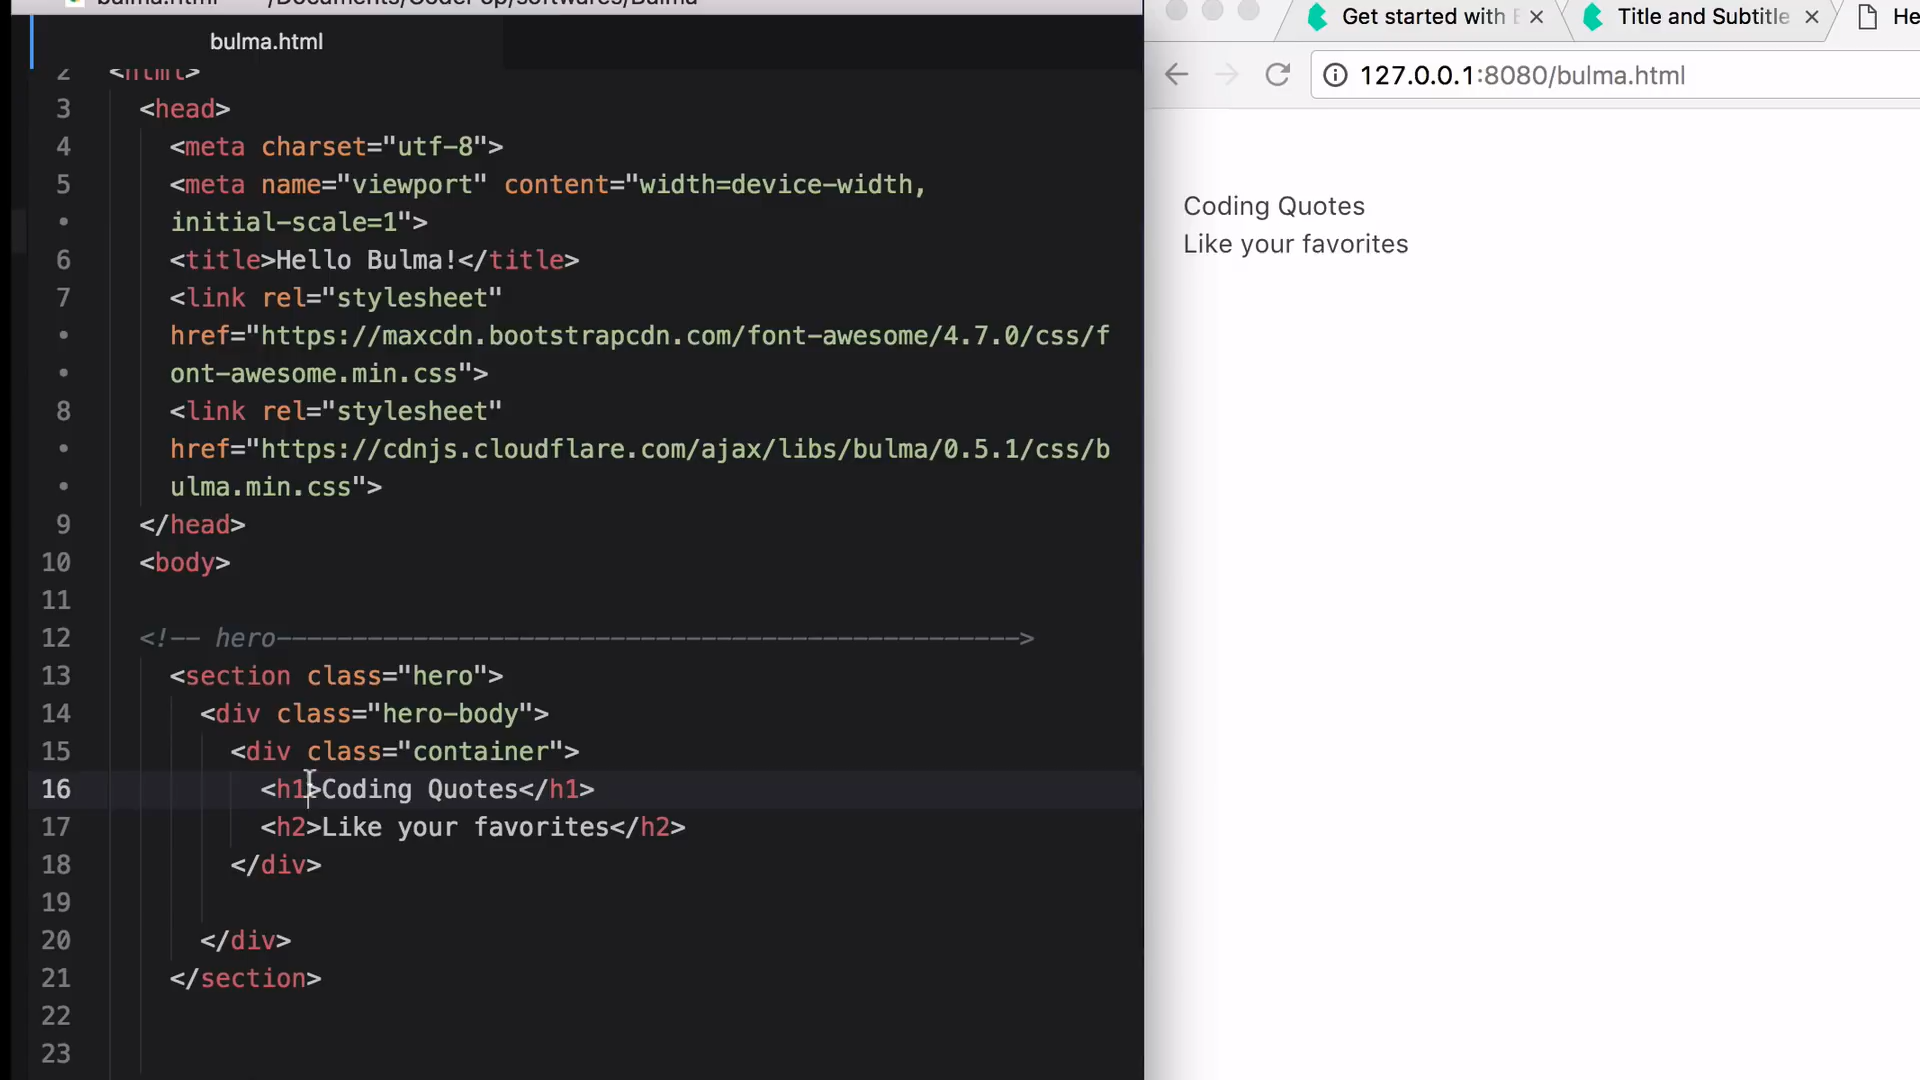 bulma.html
2 <html>
3 <head>
4 <meta charset="utf-8">
5 <meta name="viewport" content="width=device-width,
• initial-scale=1">
6 <title>Hello Bulma!</title>
7 <link rel="stylesheet"
• href="https://maxcdn.bootstrapcdn.com/font-awesome/4.7.0/css/f
• ont-awesome.min.css">
8 <link rel="stylesheet"
• href="https://cdnjs.cloudflare.com/ajax/libs/bulma/0.5.1/css/b
• ulma.min.css">
9 </head>
10 <body>
11
12 <!-- hero------------------------------------------------->
13 <section class="hero">
14 <div class="hero-body">
15 <div class="container">
16 <h1>Coding Quotes</h1>
17 <h2>Like your favorites</h2>
18 </div>
19
20 </div>
21 </section>
22
23
Get started with
Title and Subtitle
He
127.0.0.1:8080/bulma.html
Coding Quotes
Like your favorites